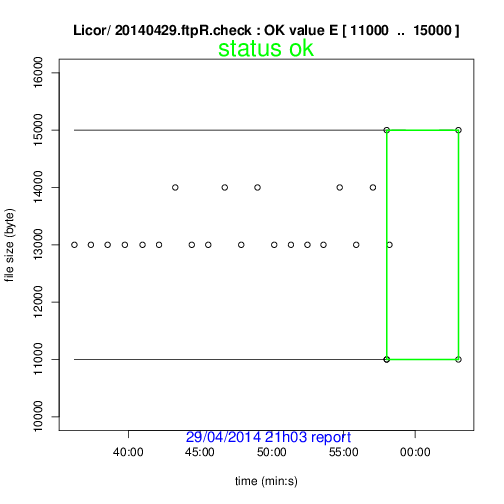 Licor/ 20140429.ftpR.check : OK value E [ 11000 .. 15000 ]
status ok
16000
15000
14000
13000
12000
11000
10000
file size (byte)
29/04/2014 21h03 report
40:00 45:00 50:00 55:00 00:00
time (min:s)